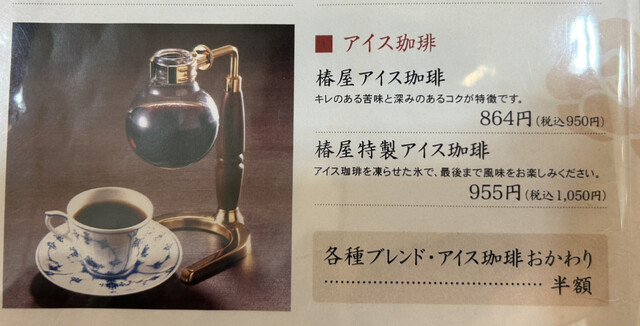 ■ アイス珈琲
椿屋アイス珈琲
キレのある苦味と深みのあるコクが特徴です。
864円(税込950円)
椿屋特製アイス珈琲
アイス珈琲を凍らせた氷で、最後まで風味をお楽しみください。
955円(税込1,050円)
各種ブレンド・アイス珈琲おかわり
……………………………… 半額